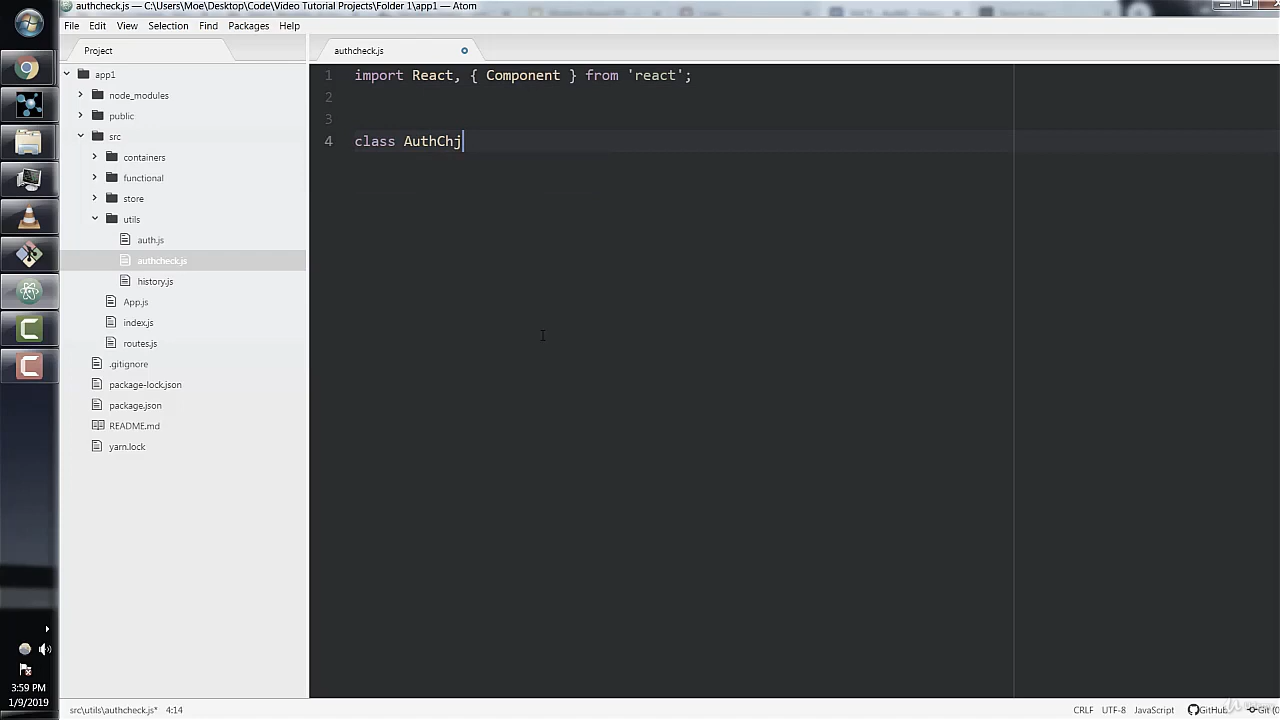 authcheck.js — C:\Users\Moe\Desktop\Code\Video Tutorial Projects\Folder 1\app1 — Atom
File Edit View Selection Find Packages Help
Project
authcheck.js
app1
node_modules
public
src
containers
functional
store
utils
auth.js
authcheck.js
history.js
App.js
index.js
routes.js
.gitignore
package-lock.json
package.json
README.md
yarn.lock
1 import React, { Component } from 'react';
2
3
4 class AuthChj
3:59 PM
1/9/2019
src\utils\authcheck.js* 4:14
CRLF UTF-8 JavaScript GitHub Git (0